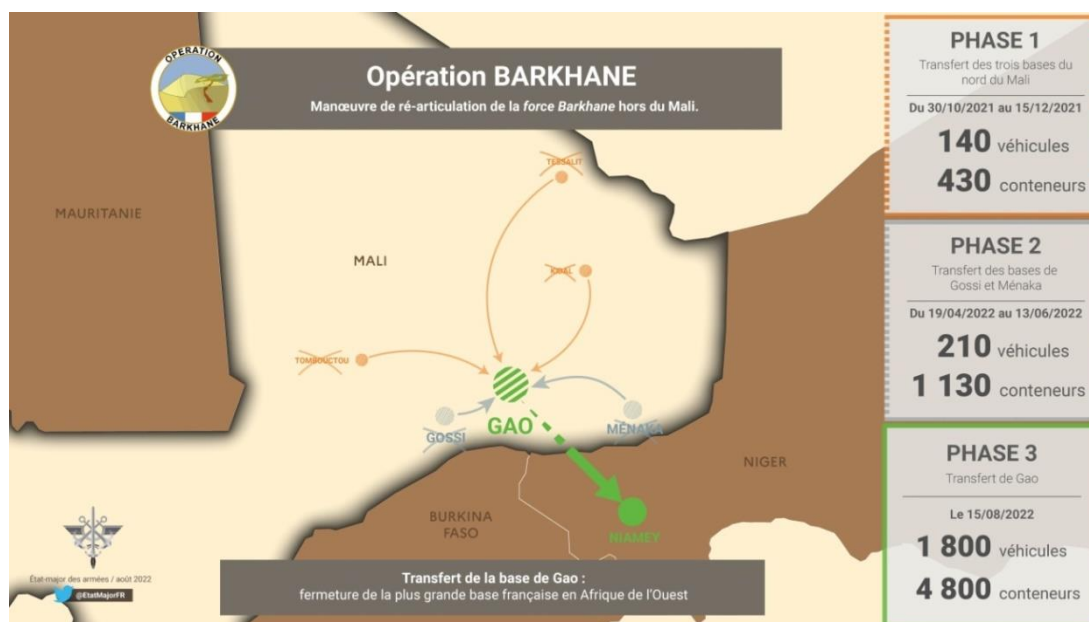 OPERATION
BARKHANE
Opération BARKHANE
Manœuvre de ré-articulation de la force Barkhane hors du Mali.
MAURITANIE
MALI
TESSALIT
KIDAL
TOMBOUCTOU
GAO
GOSSI
MÉNAKA
NIGER
BURKINA
FASO
NIAMEY
État-major des armées / août 2022
@EtatMajorFR
Transfert de la base de Gao :
fermeture de la plus grande base française en Afrique de l'Ouest
PHASE 1
Transfert des trois bases du
nord du Mali
Du 30/10/2021 au 15/12/2021
140 véhicules
430 conteneurs
PHASE 2
Transfert des bases de
Gossi et Ménaka
Du 19/04/2022 au 13/06/2022
210 véhicules
1 130 conteneurs
PHASE 3
Transfert de Gao
Le 15/08/2022
1 800 véhicules
4 800 conteneurs